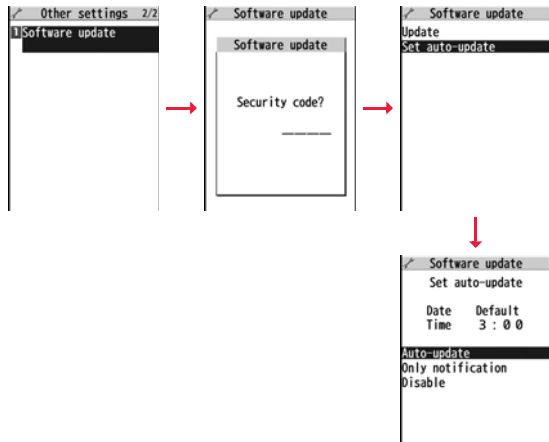 Other settings 2/2
1 Software update
Software update
Software update
Security code?
____
Software update
Update
Set auto-update
Software update
Set auto-update
Date Default
Time 3:00
Auto-update
Only notification
Disable